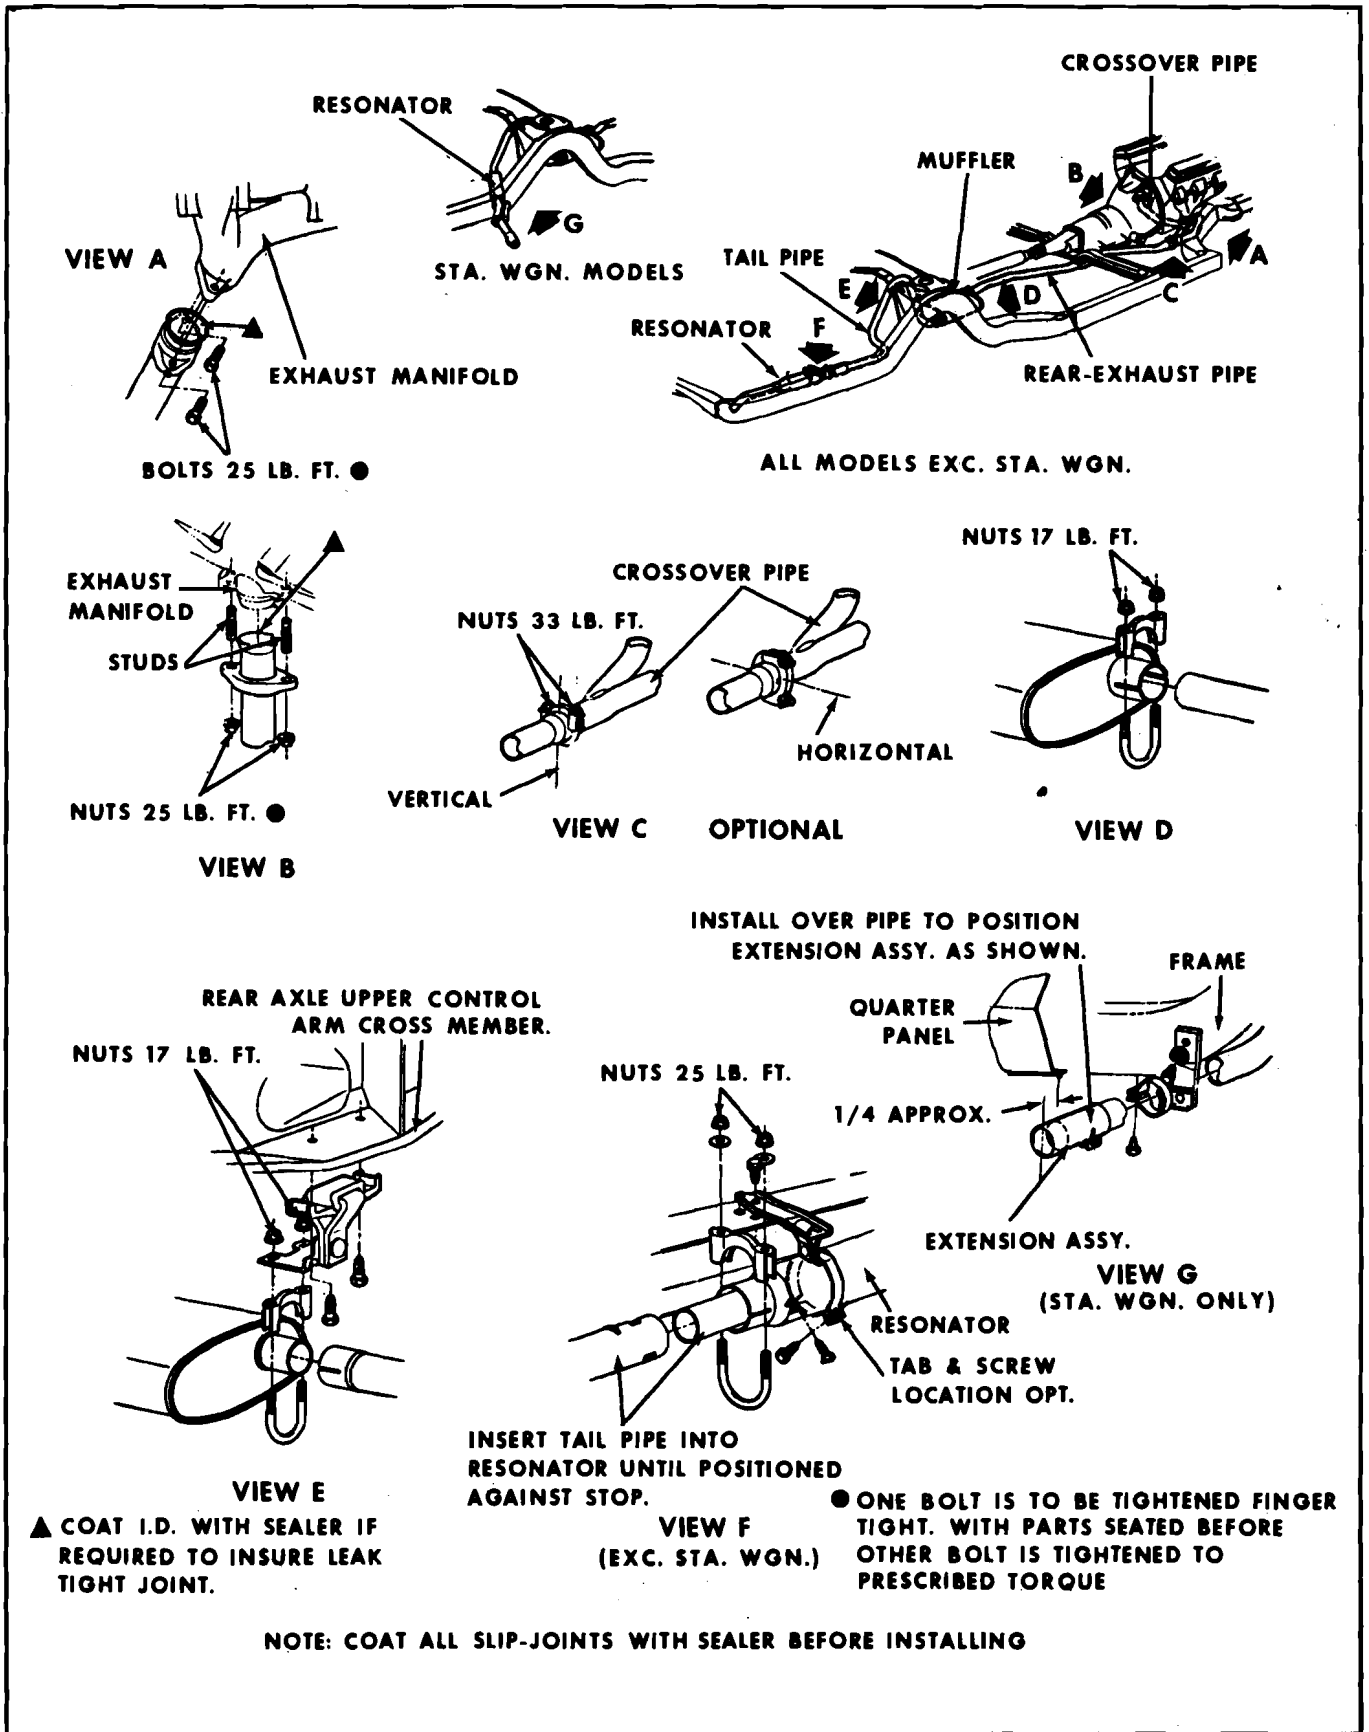 CROSSOVER PIPE
RESONATOR
MUFFLER
B
G
VIEW A
STA. WGN. MODELS
TAIL PIPE
A
E
D
C
RESONATOR
F
▲
EXHAUST MANIFOLD
REAR-EXHAUST PIPE
BOLTS 25 LB. FT. ●
ALL MODELS EXC. STA. WGN.
▲
NUTS 17 LB. FT.
EXHAUST
MANIFOLD
CROSSOVER PIPE
NUTS 33 LB. FT.
STUDS
HORIZONTAL
VERTICAL
NUTS 25 LB. FT. ●
VIEW C
OPTIONAL
VIEW D
VIEW B
INSTALL OVER PIPE TO POSITION
EXTENSION ASSY. AS SHOWN.
FRAME
REAR AXLE UPPER CONTROL
ARM CROSS MEMBER.
QUARTER
PANEL
NUTS 17 LB. FT.
NUTS 25 LB. FT.
1/4 APPROX.
EXTENSION ASSY.
VIEW G
(STA. WGN. ONLY)
RESONATOR
TAB & SCREW
LOCATION OPT.
INSERT TAIL PIPE INTO
RESONATOR UNTIL POSITIONED
AGAINST STOP.
VIEW E
VIEW F
(EXC. STA. WGN.)
▲ COAT I.D. WITH SEALER IF
REQUIRED TO INSURE LEAK
TIGHT JOINT.
● ONE BOLT IS TO BE TIGHTENED FINGER
TIGHT. WITH PARTS SEATED BEFORE
OTHER BOLT IS TIGHTENED TO
PRESCRIBED TORQUE
NOTE: COAT ALL SLIP-JOINTS WITH SEALER BEFORE INSTALLING